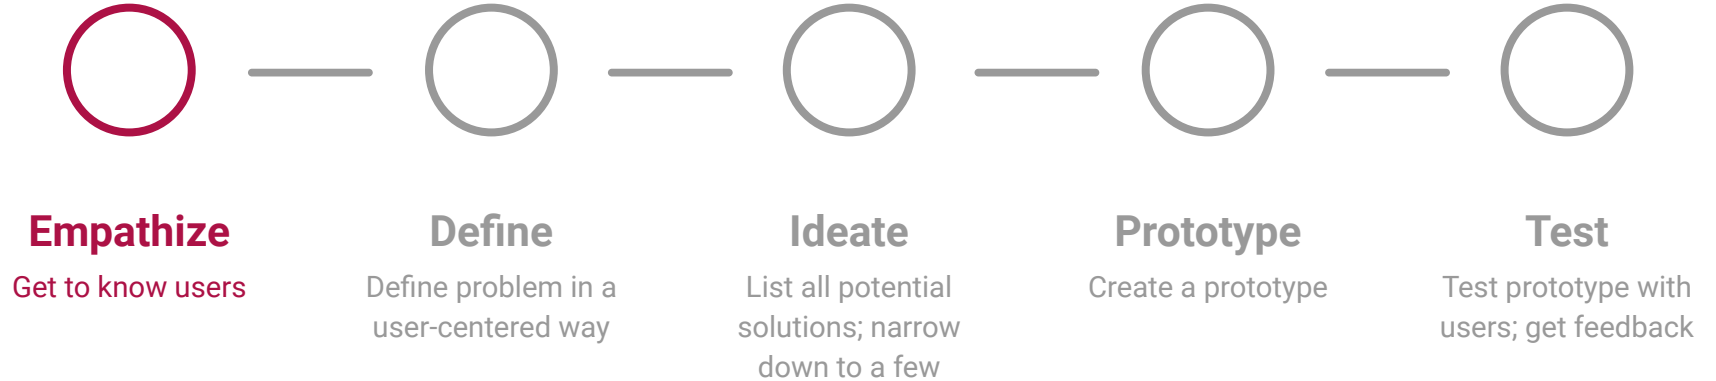 Empathize
Get to know users
Define
Define problem in a
user-centered way
Ideate
List all potential
solutions; narrow
down to a few
Prototype
Create a prototype
Test
Test prototype with
users; get feedback